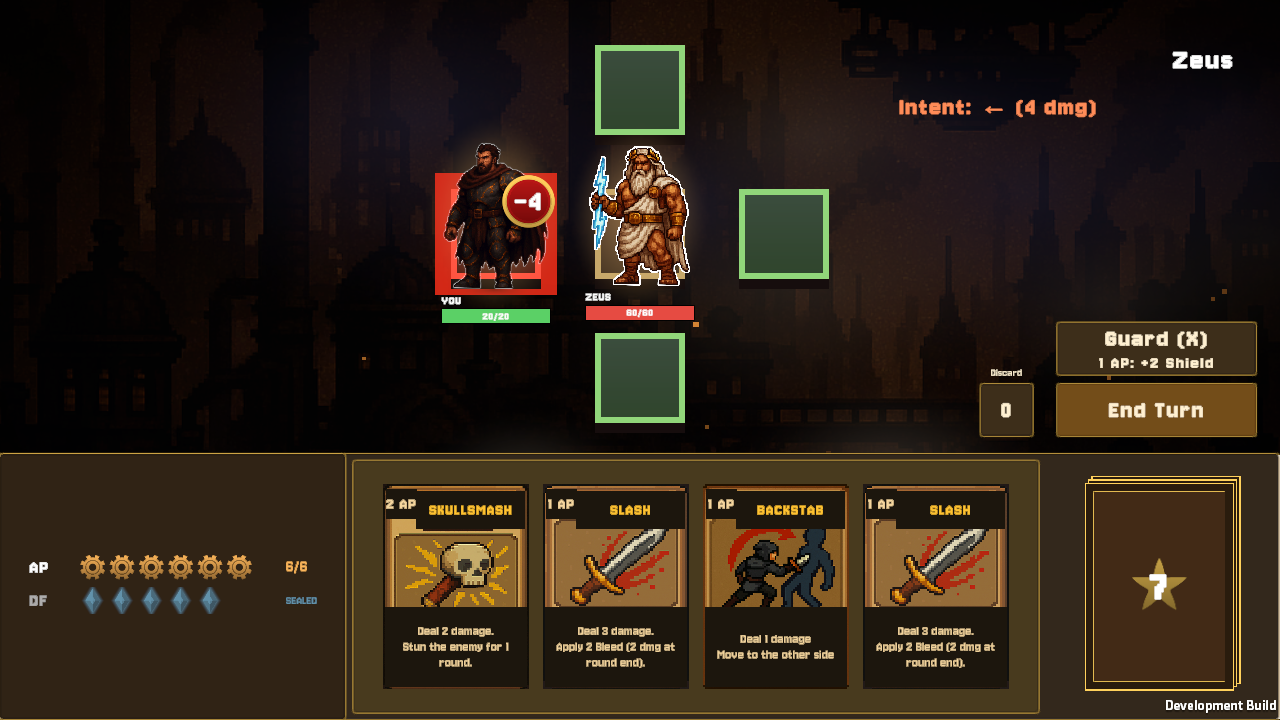 Zeus
Intent: ← (4 dmg)
-4
YOU
20/20
ZEUS
60/60
Guard (X)
1 AP: +2 Shield
Discard
0
End Turn
AP
6/6
DF
SEALED
2 AP
SKULLSMASH
Deal 2 damage.
Stun the enemy for 1
round.
1 AP
SLASH
Deal 3 damage.
Apply 2 Bleed (2 dmg at
round end).
1 AP
BACKSTAB
Deal 1 damage
Move to the other side
1 AP
SLASH
Deal 3 damage.
Apply 2 Bleed (2 dmg at
round end).
7
Development Build